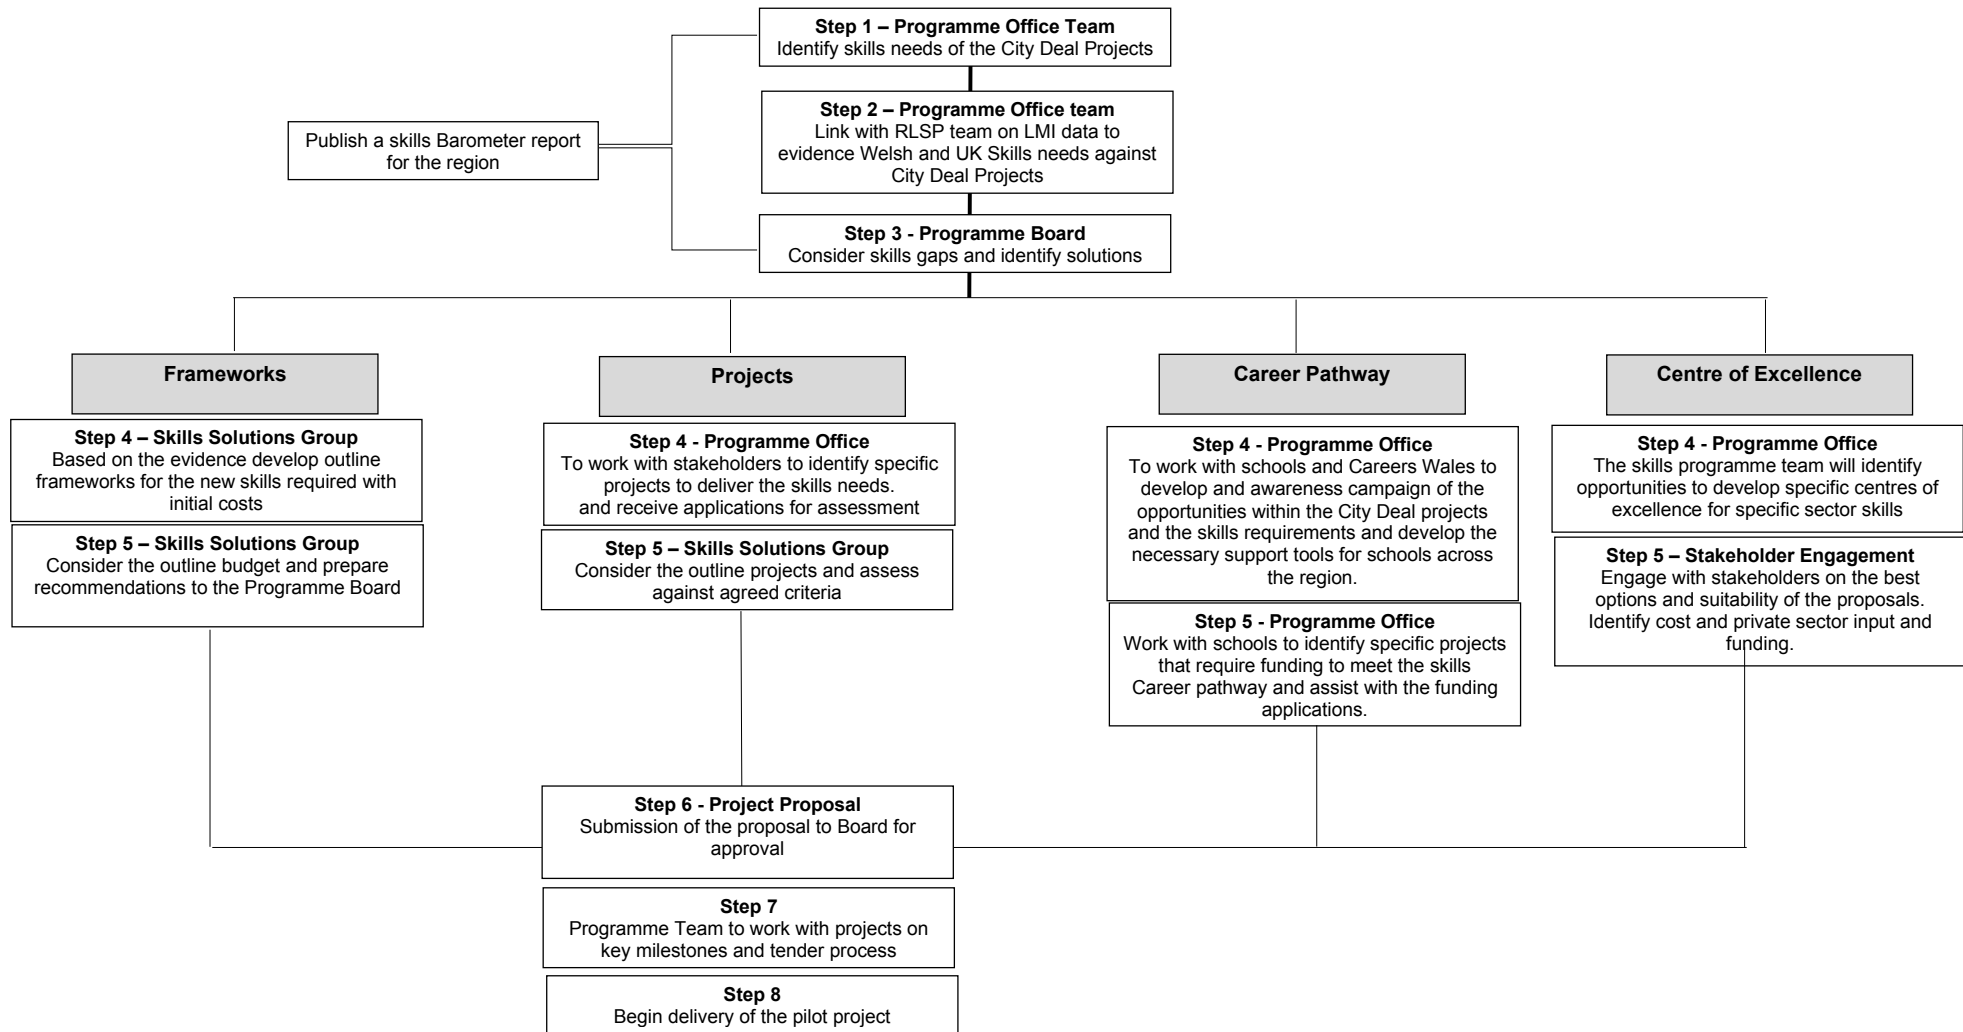 Step 1 – Programme Office Team
Identify skills needs of the City Deal Projects
Step 2 – Programme Office team
Link with RLSP team on LMI data to
evidence Welsh and UK Skills needs against
City Deal Projects
Publish a skills Barometer report
for the region
Step 3 - Programme Board
Consider skills gaps and identify solutions
Frameworks
Step 4 – Skills Solutions Group
Based on the evidence develop outline
frameworks for the new skills required with
initial costs
Step 5 – Skills Solutions Group
Consider the outline budget and prepare
recommendations to the Programme Board
Projects
Step 4 - Programme Office
To work with stakeholders to identify specific
projects to deliver the skills needs.
and receive applications for assessment
Step 5 – Skills Solutions Group
Consider the outline projects and assess
against agreed criteria
Career Pathway
Step 4 - Programme Office
To work with schools and Careers Wales to
develop and awareness campaign of the
opportunities within the City Deal projects
and the skills requirements and develop the
necessary support tools for schools across
the region.
Step 5 - Programme Office
Work with schools to identify specific projects
that require funding to meet the skills
Career pathway and assist with the funding
applications.
Centre of Excellence
Step 4 - Programme Office
The skills programme team will identify
opportunities to develop specific centres of
excellence for specific sector skills
Step 5 – Stakeholder Engagement
Engage with stakeholders on the best
options and suitability of the proposals.
Identify cost and private sector input and
funding.
Step 6 - Project Proposal
Submission of the proposal to Board for
approval
Step 7
Programme Team to work with projects on
key milestones and tender process
Step 8
Begin delivery of the pilot project